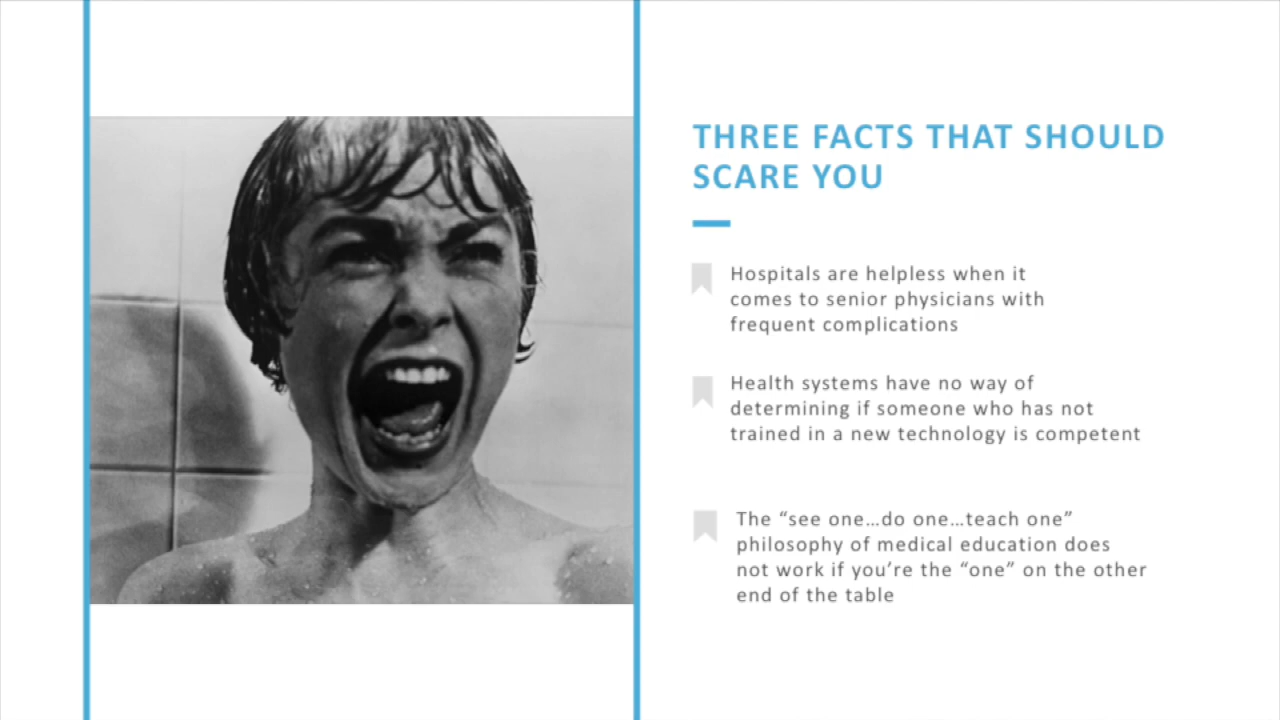 THREE FACTS THAT SHOULD
SCARE YOU
Hospitals are helpless when it
comes to senior physicians with
frequent complications
Health systems have no way of
determining if someone who has not
trained in a new technology is competent
The “see one…do one…teach one”
philosophy of medical education does
not work if you’re the “one” on the other
end of the table